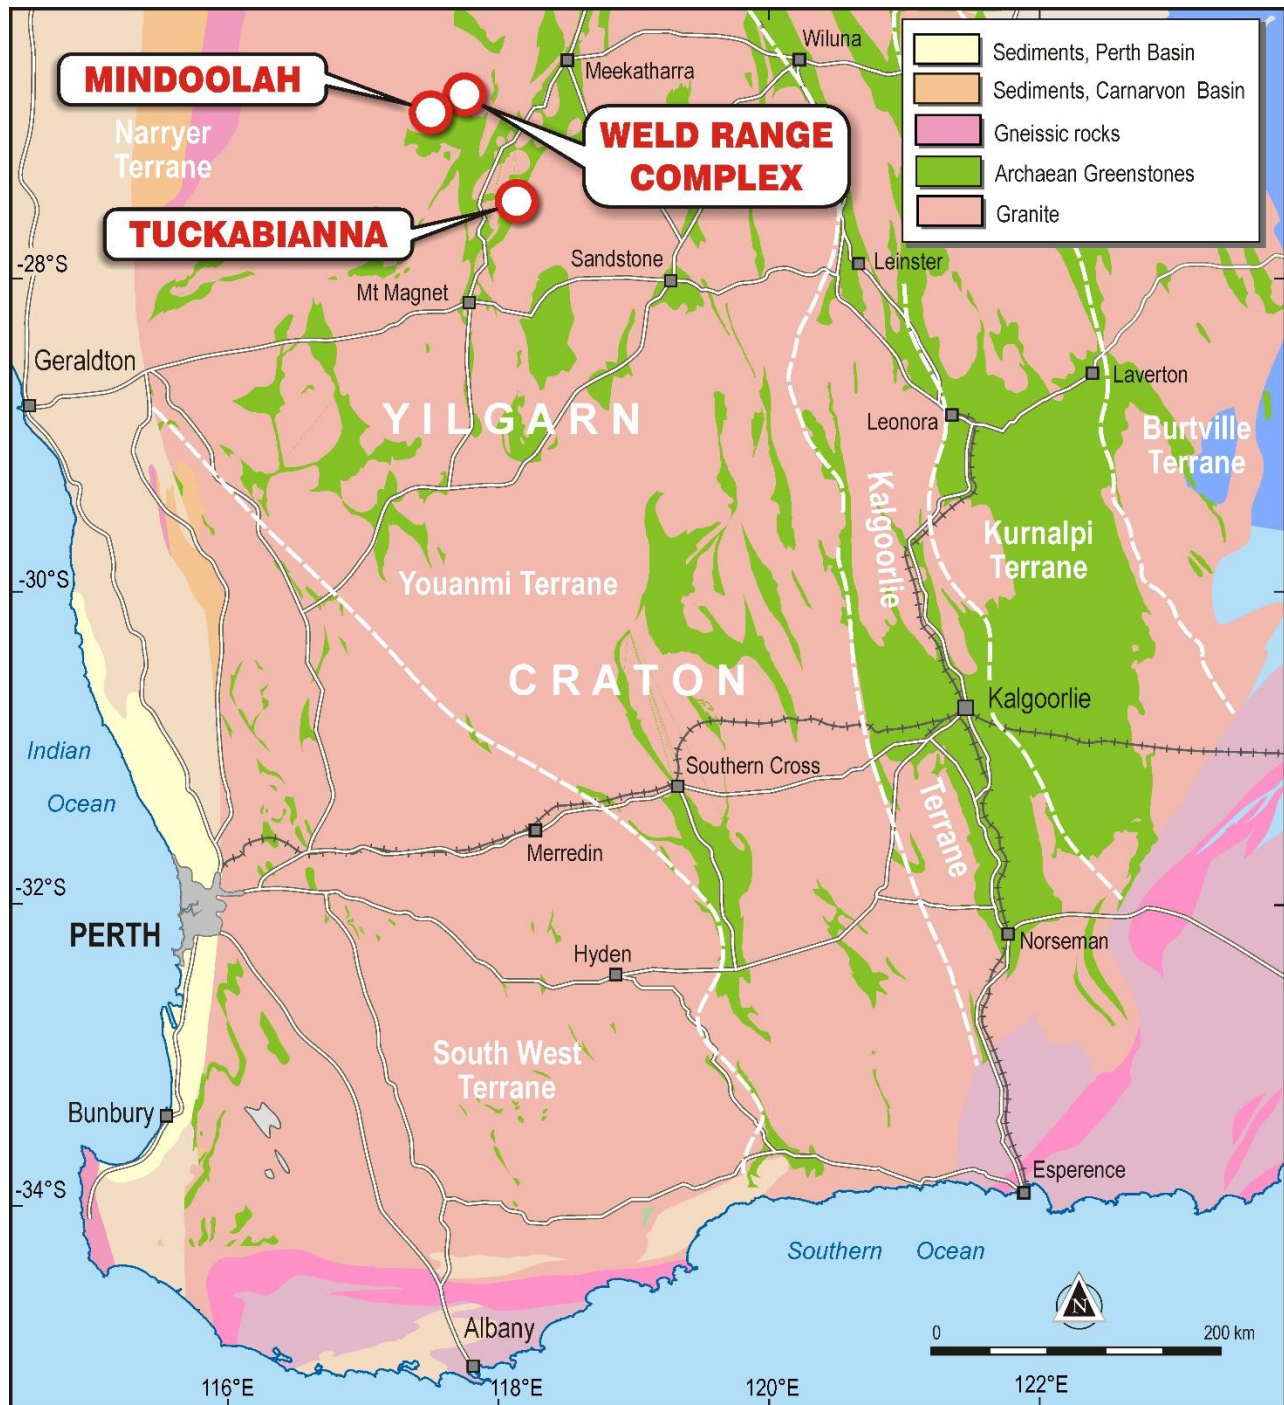 Wiluna
Meekatharra
MINDOOLAH
WELD RANGE
COMPLEX
Narryer
Terrane
TUCKABIANNA
Sediments, Perth Basin
Sediments, Carnarvon Basin
Gneissic rocks
Archaean Greenstones
Granite
-28°S
Sandstone
Leinster
Mt Magnet
Geraldton
Laverton
YILGARN
Leonora
Burtville
Terrane
Kalgoorlie
Kurnalpi
Terrane
-30°S
Youanmi Terrane
CRATON
Kalgoorlie
Indian
Ocean
Southern Cross
Terrane
Merredin
-32°S
PERTH
Norseman
Hyden
South West
Terrane
Bunbury
-34°S
Esperence
Southern Ocean
N
Albany
0 200 km
116°E 118°E 120°E 122°E